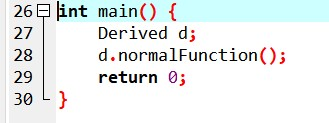 26 int main() {
27     Derived d;
28     d.normalFunction();
29     return 0;
30 }